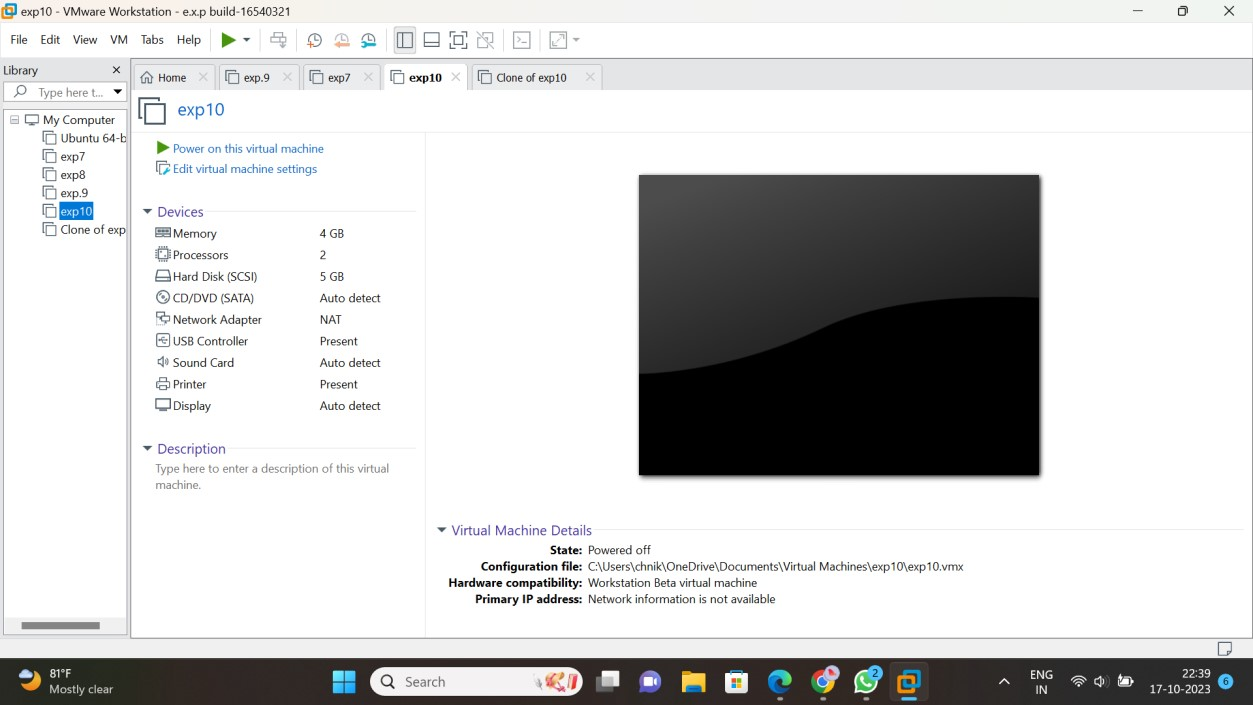 exp10 - VMware Workstation - e.x.p build-16540321
File Edit View VM Tabs Help
Library
Type here t...
My Computer
Ubuntu 64-b
exp7
exp8
exp.9
exp10
Clone of exp
Home
exp.9
exp7
exp10
Clone of exp10
exp10
Power on this virtual machine
Edit virtual machine settings
Devices
Memory 4 GB
Processors 2
Hard Disk (SCSI) 5 GB
CD/DVD (SATA) Auto detect
Network Adapter NAT
USB Controller Present
Sound Card Auto detect
Printer Present
Display Auto detect
Description
Type here to enter a description of this virtual
machine.
Virtual Machine Details
State: Powered off
Configuration file: C:\Users\chnik\OneDrive\Documents\Virtual Machines\exp10\exp10.vmx
Hardware compatibility: Workstation Beta virtual machine
Primary IP address: Network information is not available
81°F
Mostly clear
Search
2
ENG
IN
22:39
17-10-2023
6